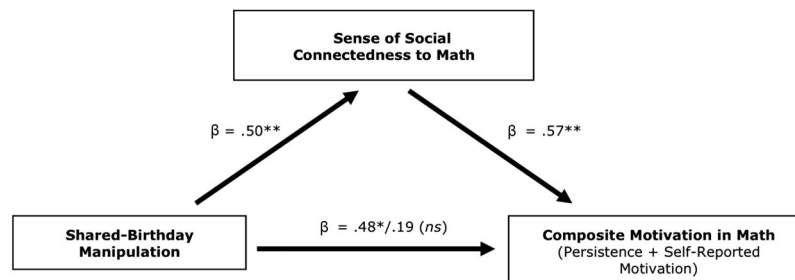 Sense of Social
Connectedness to Math
β = .50**
β = .57**
β = .48*/.19 (ns)
Shared-Birthday
Manipulation
Composite Motivation in Math
(Persistence + Self-Reported
Motivation)